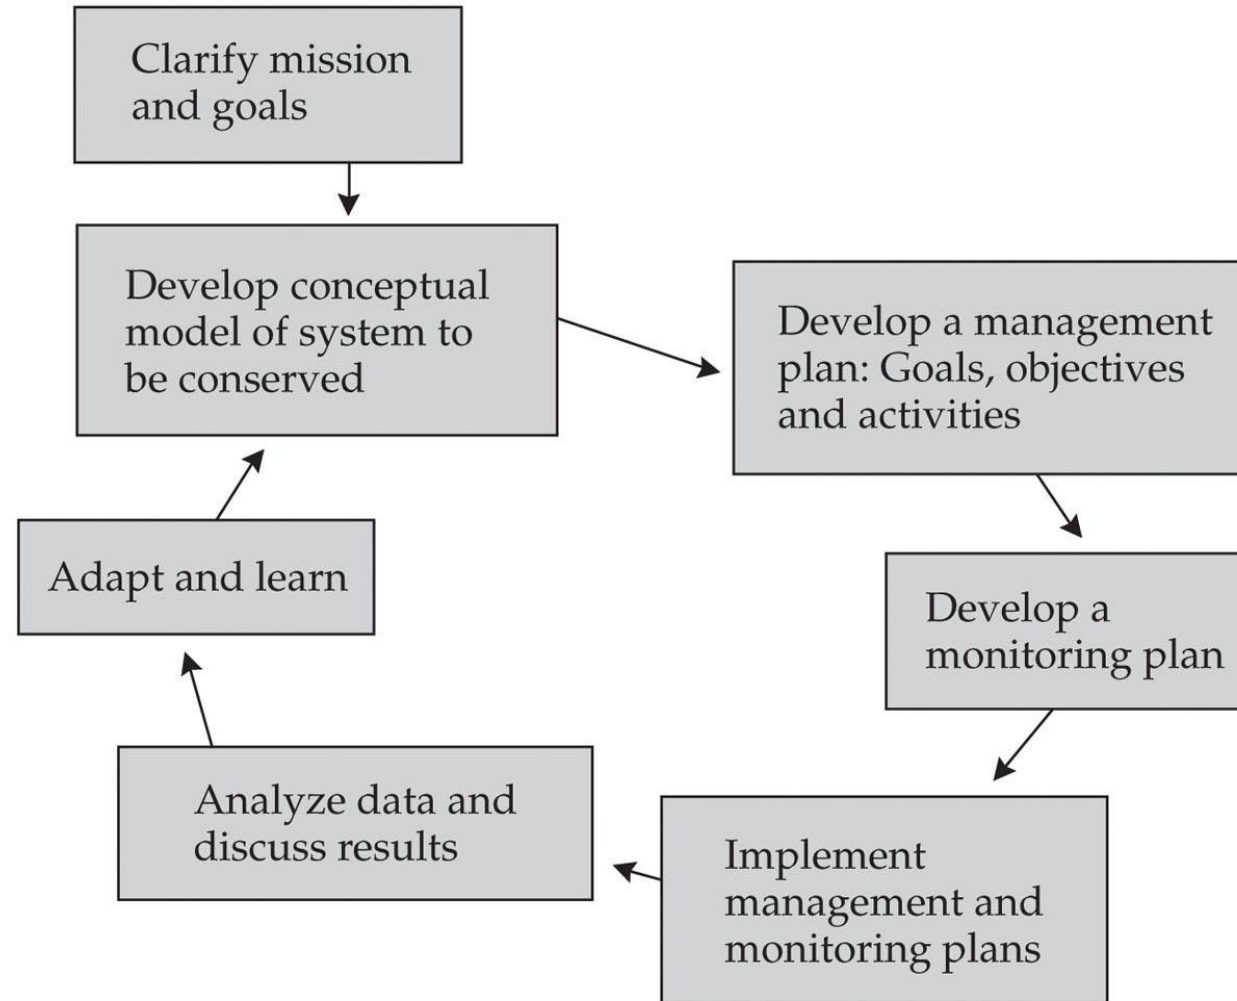 Clarify mission
and goals
Develop conceptual
model of system to
be conserved
Develop a management
plan: Goals, objectives
and activities
Develop a
monitoring plan
Implement
management and
monitoring plans
Analyze data and
discuss results
Adapt and learn